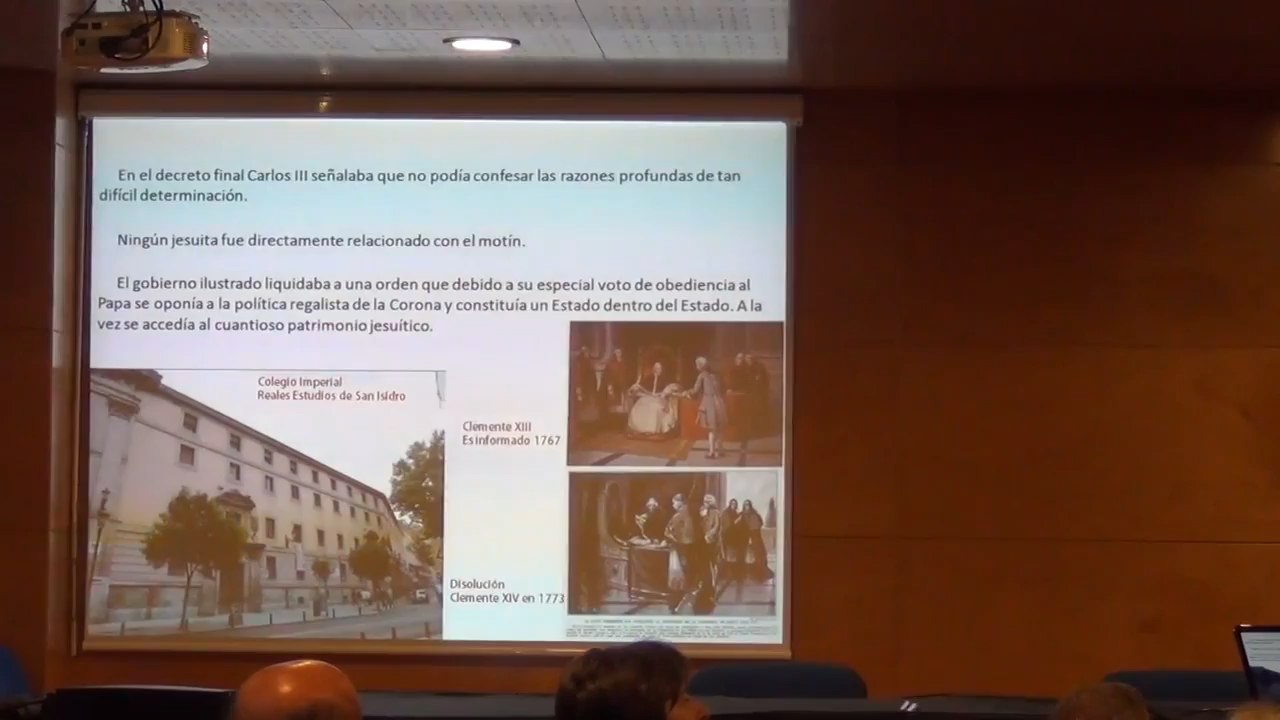 En el decreto final Carlos III señalaba que no podía confesar las razones profundas de tan
difícil determinación.
Ningún jesuita fue directamente relacionado con el motín.
El gobierno ilustrado liquidaba a una orden que debido a su especial voto de obediencia al
Papa se oponía a la política regalista de la Corona y constituía un Estado dentro del Estado. A la
vez se accedía al cuantioso patrimonio jesuítico.
Colegio Imperial
Reales Estudios de San Isidro
Clemente XIII
Es informado 1767
Disolución
Clemente XIV en 1773